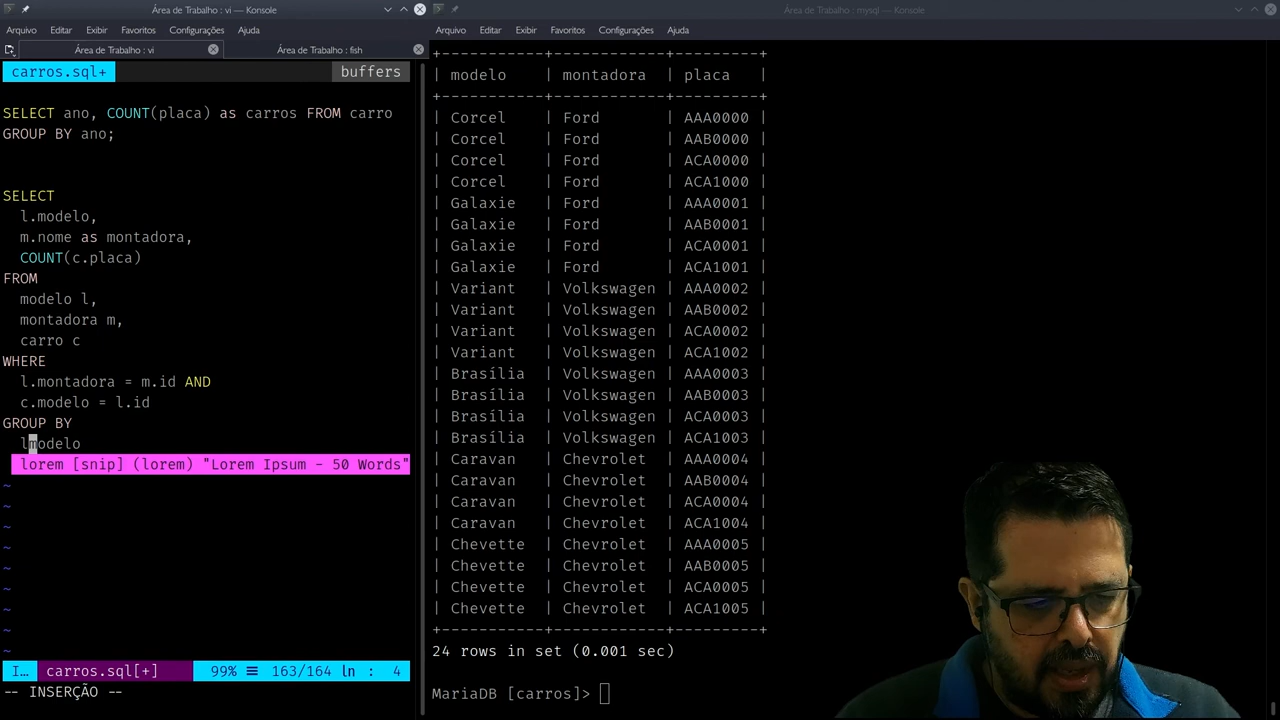 Área de Trabalho : vi — Konsole
Arquivo Editar Exibir Favoritos Configurações Ajuda
Área de Trabalho : vi
Área de Trabalho : fish
carros.sql+ buffers
SELECT ano, COUNT(placa) as carros FROM carro
GROUP BY ano;
SELECT
l.modelo,
m.nome as montadora,
COUNT(c.placa)
FROM
modelo l,
montadora m,
carro c
WHERE
l.montadora = m.id AND
c.modelo = l.id
GROUP BY
lmodelo
lorem [snip] (lorem) "Lorem Ipsum - 50 Words"
~
~
~
~
~
~
~
~
~
I… carros.sql[+] 99% ≡ 163/164 ln : 4
-- INSERÇÃO --
Área de Trabalho : mysql — Konsole
Arquivo Editar Exibir Favoritos Configurações Ajuda
+----------+------------+---------+
| modelo | montadora | placa |
+----------+------------+---------+
| Corcel | Ford | AAA0000 |
| Corcel | Ford | AAB0000 |
| Corcel | Ford | ACA0000 |
| Corcel | Ford | ACA1000 |
| Galaxie | Ford | AAA0001 |
| Galaxie | Ford | AAB0001 |
| Galaxie | Ford | ACA0001 |
| Galaxie | Ford | ACA1001 |
| Variant | Volkswagen | AAA0002 |
| Variant | Volkswagen | AAB0002 |
| Variant | Volkswagen | ACA0002 |
| Variant | Volkswagen | ACA1002 |
| Brasília | Volkswagen | AAA0003 |
| Brasília | Volkswagen | AAB0003 |
| Brasília | Volkswagen | ACA0003 |
| Brasília | Volkswagen | ACA1003 |
| Caravan | Chevrolet | AAA0004 |
| Caravan | Chevrolet | AAB0004 |
| Caravan | Chevrolet | ACA0004 |
| Caravan | Chevrolet | ACA1004 |
| Chevette | Chevrolet | AAA0005 |
| Chevette | Chevrolet | AAB0005 |
| Chevette | Chevrolet | ACA0005 |
| Chevette | Chevrolet | ACA1005 |
+----------+------------+---------+
24 rows in set (0.001 sec)
MariaDB [carros]>